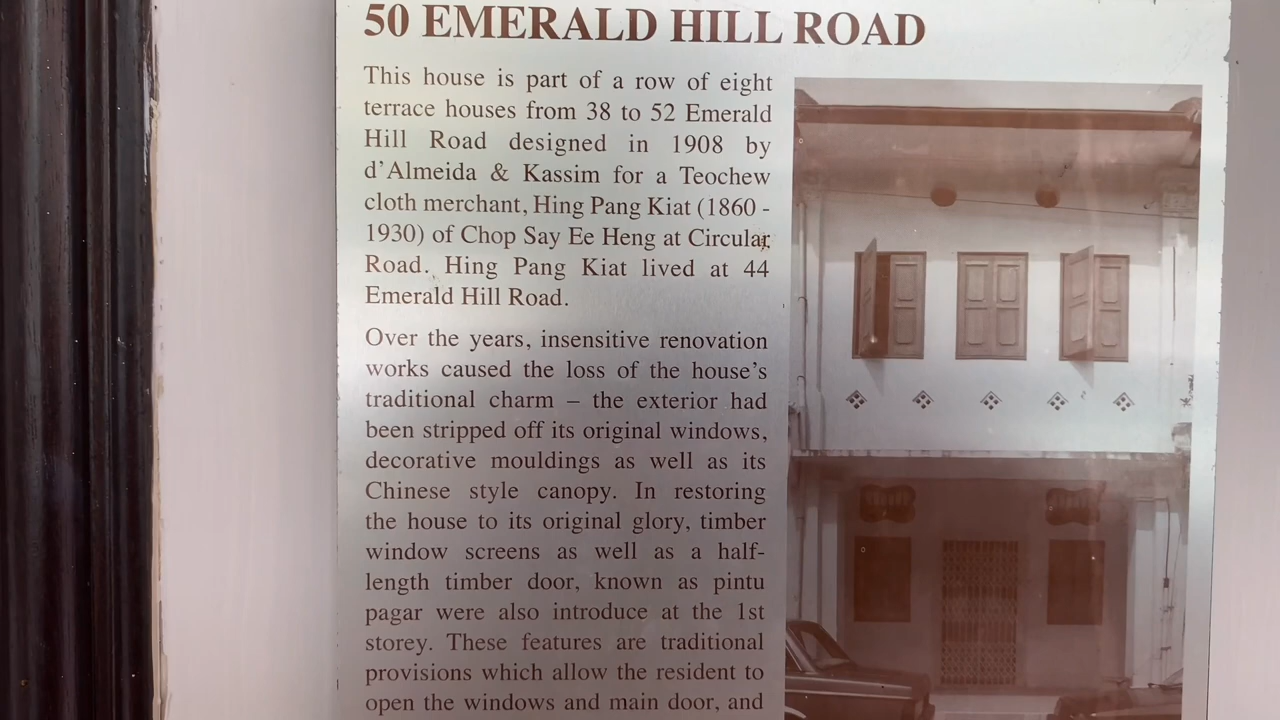 50 EMERALD HILL ROAD
This house is part of a row of eight
terrace houses from 38 to 52 Emerald
Hill Road designed in 1908 by
d'Almeida & Kassim for a Teochew
cloth merchant, Hing Pang Kiat (1860 -
1930) of Chop Say Ee Heng at Circular
Road. Hing Pang Kiat lived at 44
Emerald Hill Road.
Over the years, insensitive renovation
works caused the loss of the house's
traditional charm – the exterior had
been stripped off its original windows,
decorative mouldings as well as its
Chinese style canopy. In restoring
the house to its original glory, timber
window screens as well as a half-
length timber door, known as pintu
pagar were also introduce at the 1st
storey. These features are traditional
provisions which allow the resident to
open the windows and main door, and